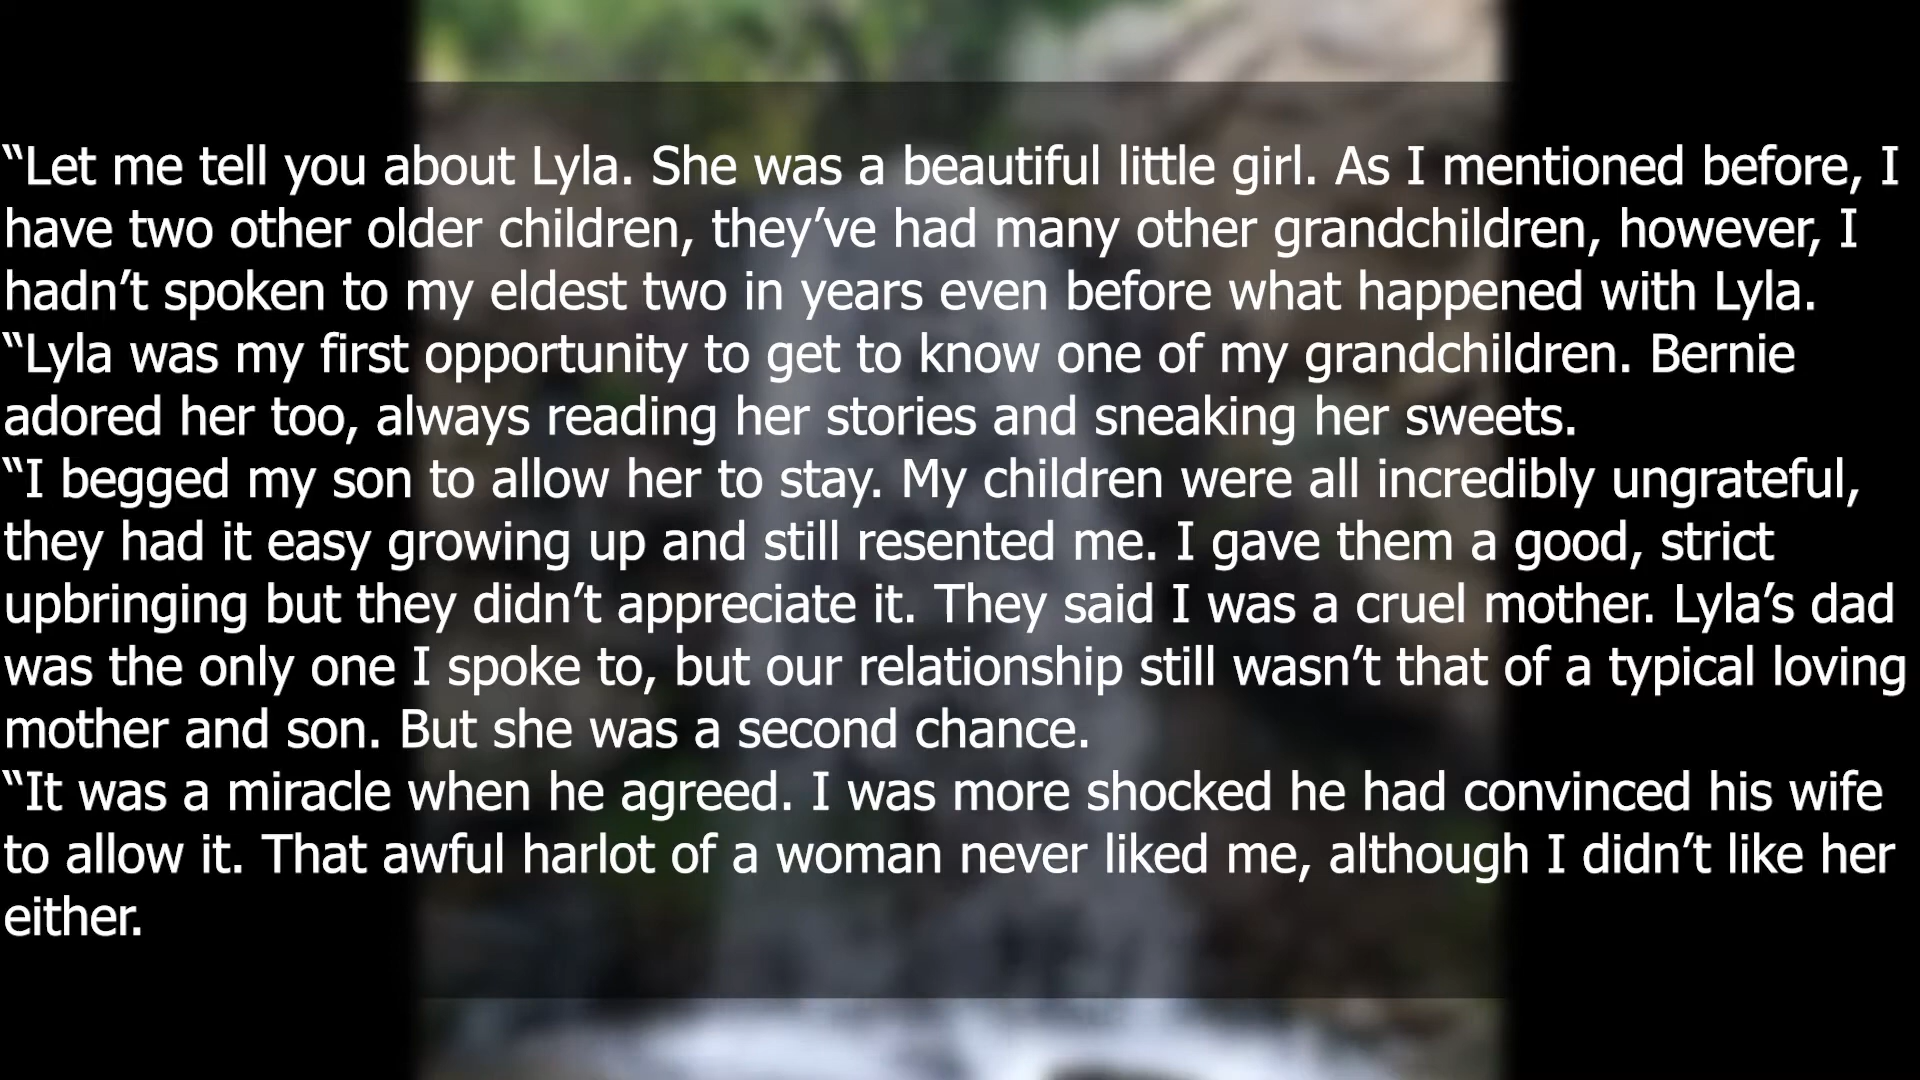 “Let me tell you about Lyla. She was a beautiful little girl. As I mentioned before, I
have two other older children, they’ve had many other grandchildren, however, I
hadn’t spoken to my eldest two in years even before what happened with Lyla.
“Lyla was my first opportunity to get to know one of my grandchildren. Bernie
adored her too, always reading her stories and sneaking her sweets.
“I begged my son to allow her to stay. My children were all incredibly ungrateful,
they had it easy growing up and still resented me. I gave them a good, strict
upbringing but they didn’t appreciate it. They said I was a cruel mother. Lyla’s dad
was the only one I spoke to, but our relationship still wasn’t that of a typical loving
mother and son. But she was a second chance.
“It was a miracle when he agreed. I was more shocked he had convinced his wife
to allow it. That awful harlot of a woman never liked me, although I didn’t like her
either.